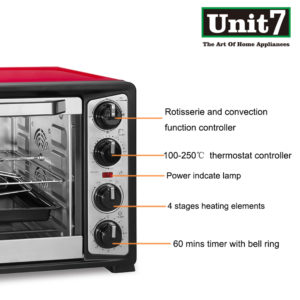 Unit7
The Art Of Home Appliances
Rotisserie and convection
function controller
100-250℃ thermostat controller
Power indcate lamp
4 stages heating elements
60 mins timer with bell ring